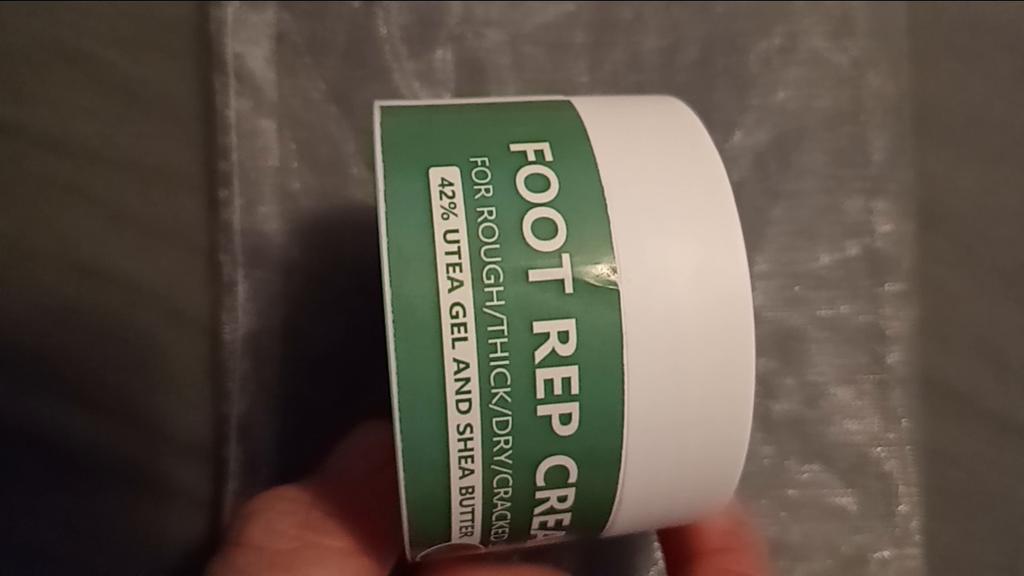 FOOT REP CREA
FOR ROUGH/THICK/DRY/CRACKED
42% UTEA GEL AND SHEA BUTTER